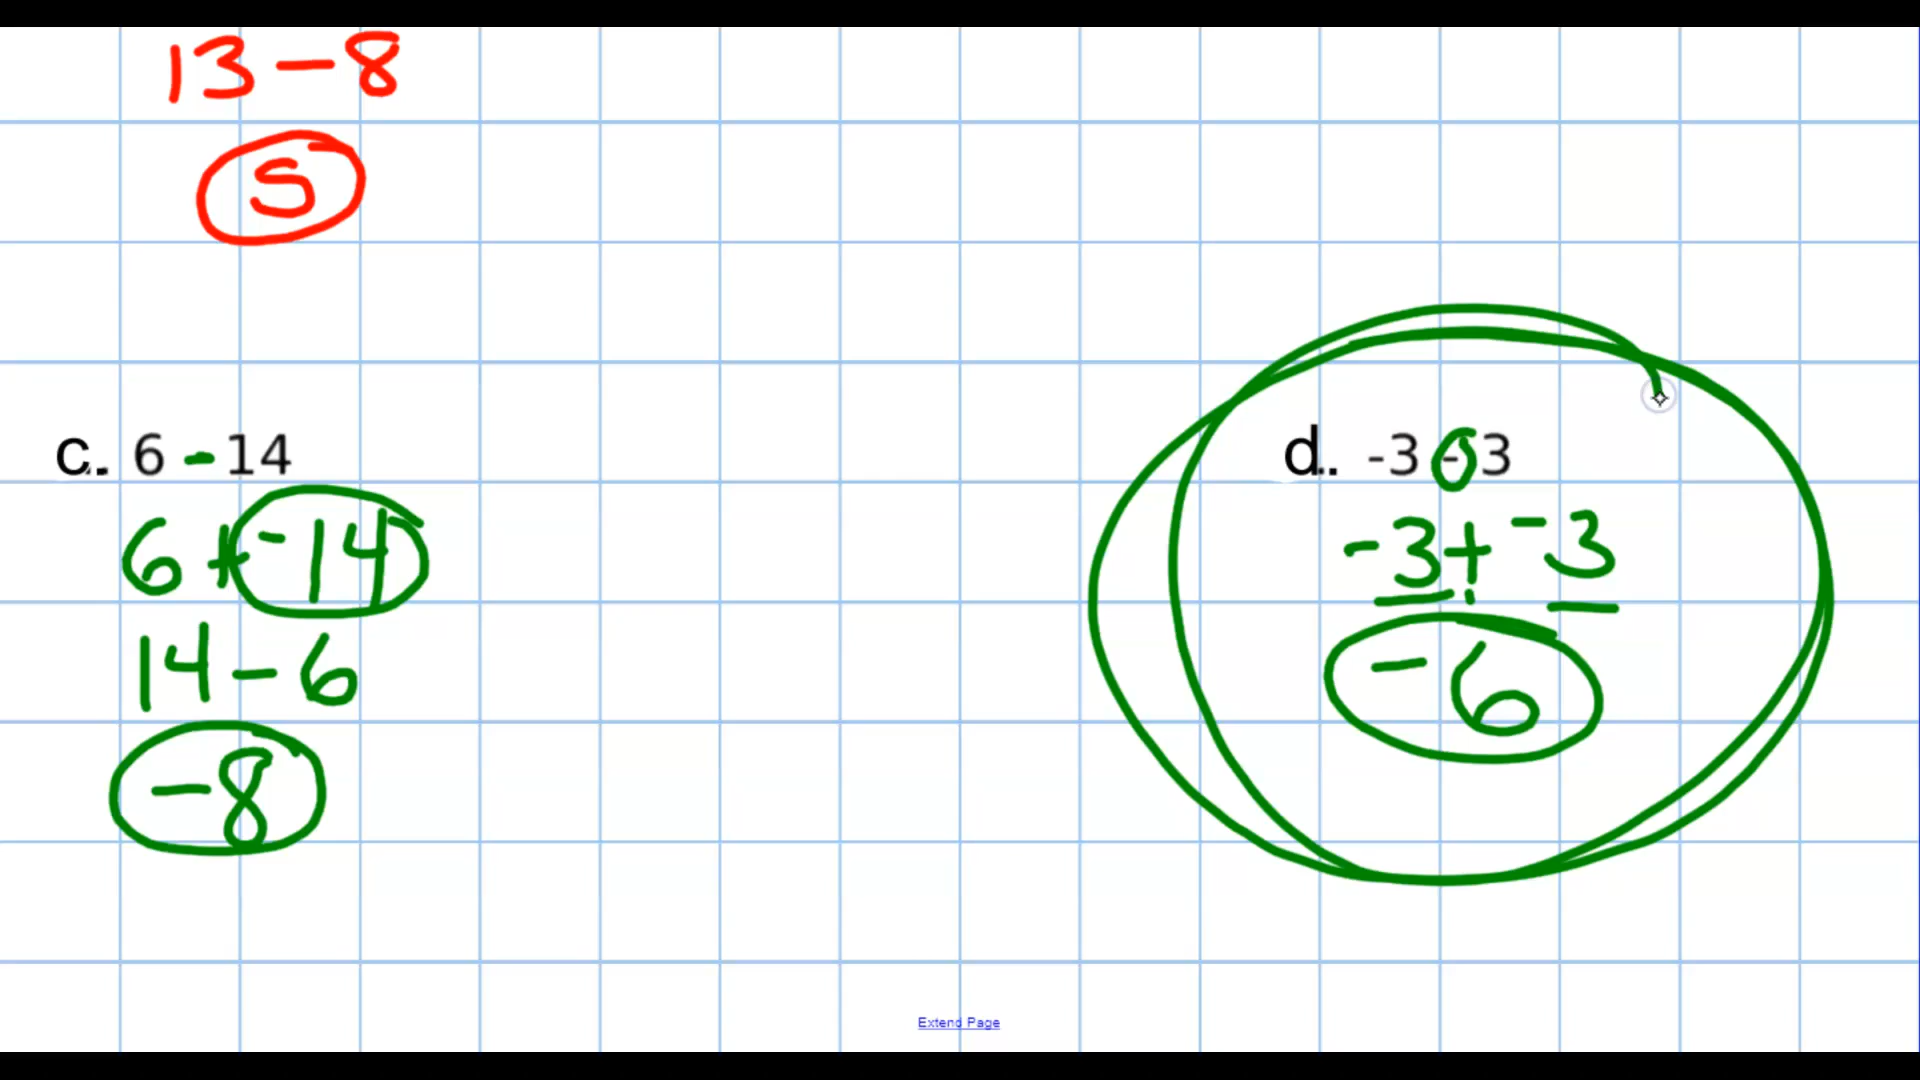 13-8
5
c. 6 - 14
6 + -14
14 - 6
-8
d. -3 - 3
-3 + -3
-6
Extend Page